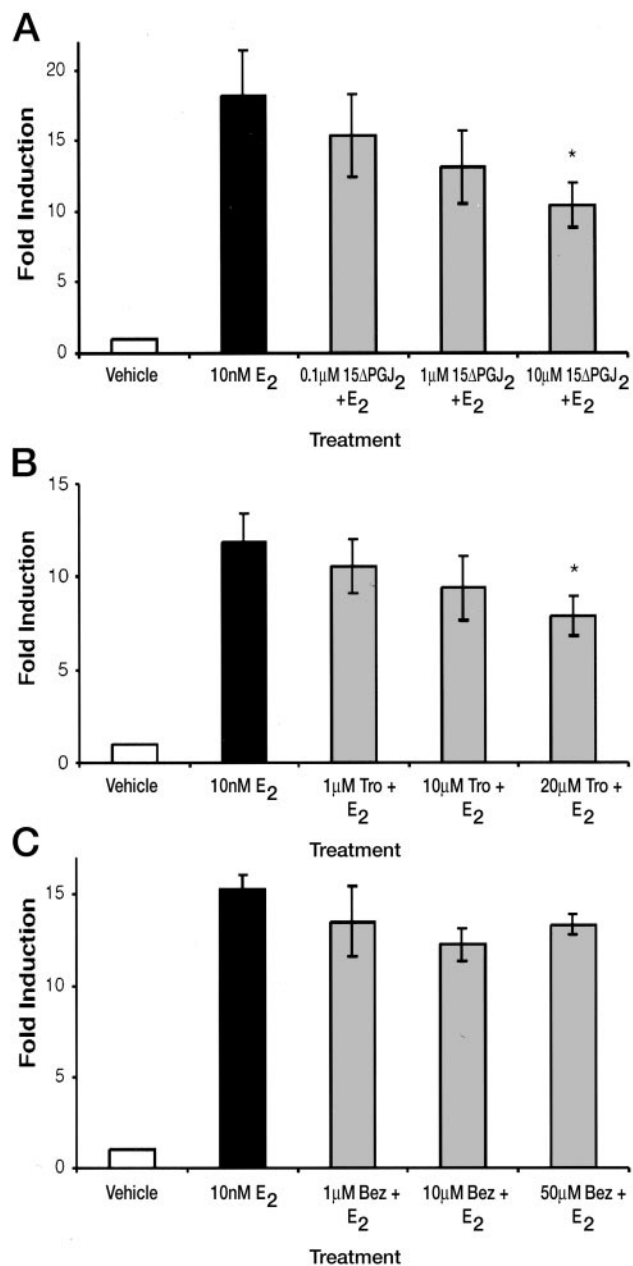 A
Fold Induction
20
15
10
5
0
*
Vehicle
10nM E₂
0.1μM 15ΔPGJ₂
+E₂
1μM 15ΔPGJ₂
+E₂
10μM 15ΔPGJ₂
+E₂
Treatment
B
Fold Induction
15
10
5
0
*
Vehicle
10nM E₂
1μM Tro +
E₂
10μM Tro +
E₂
20μM Tro +
E₂
Treatment
C
Fold Induction
15
10
5
0
Vehicle
10nM E₂
1μM Bez +
E₂
10μM Bez +
E₂
50μM Bez +
E₂
Treatment